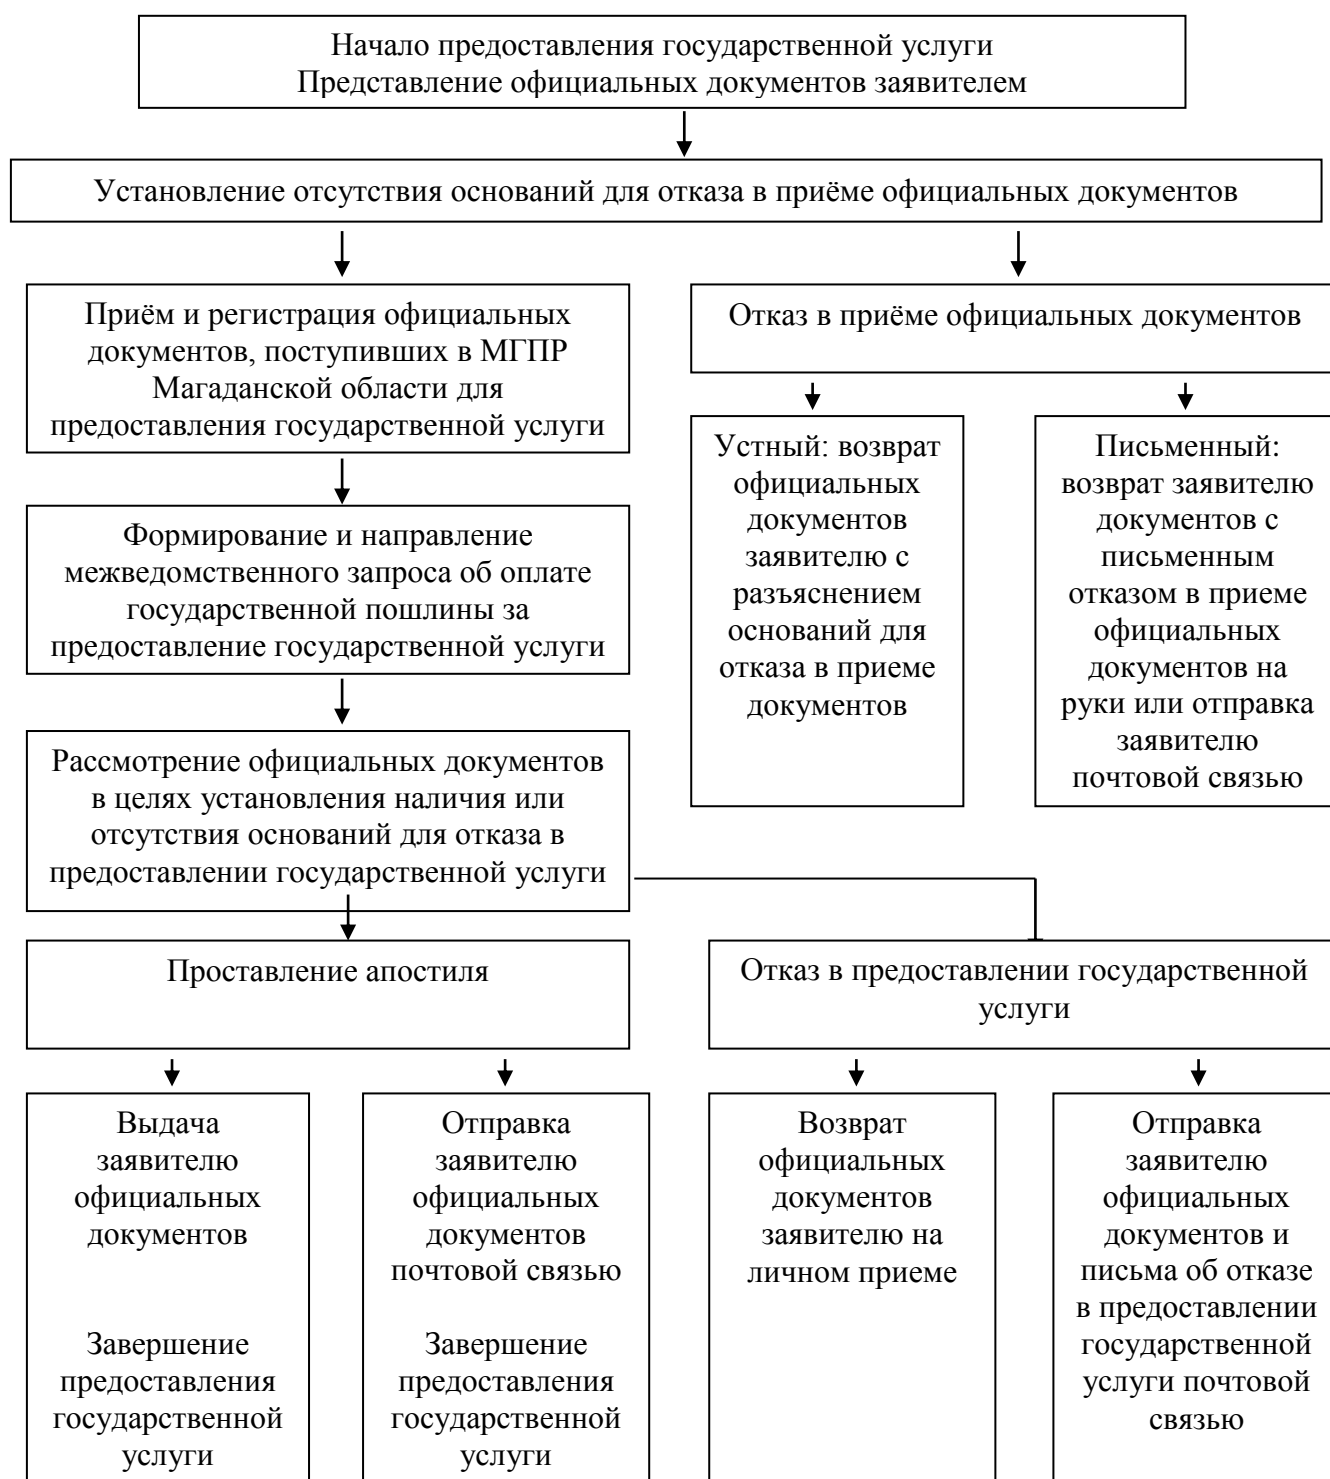 Начало предоставления государственной услуги
Представление официальных документов заявителем
Установление отсутствия оснований для отказа в приёме официальных документов
Приём и регистрация официальных
документов, поступивших в МГПР
Магаданской области для
предоставления государственной услуги
Отказ в приёме официальных документов
Устный: возврат
официальных
документов
заявителю с
разъяснением
оснований для
отказа в приеме
документов
Письменный:
возврат заявителю
документов с
письменным
отказом в приеме
официальных
документов на
руки или отправка
заявителю
почтовой связью
Формирование и направление
межведомственного запроса об оплате
государственной пошлины за
предоставление государственной услуги
Рассмотрение официальных документов
в целях установления наличия или
отсутствия оснований для отказа в
предоставлении государственной услуги
Проставление апостиля
Отказ в предоставлении государственной
услуги
Выдача
заявителю
официальных
документов
Завершение
предоставления
государственной
услуги
Отправка
заявителю
официальных
документов
почтовой связью
Завершение
предоставления
государственной
услуги
Возврат
официальных
документов
заявителю на
личном приеме
Отправка
заявителю
официальных
документов и
письма об отказе
в предоставлении
государственной
услуги почтовой
связью